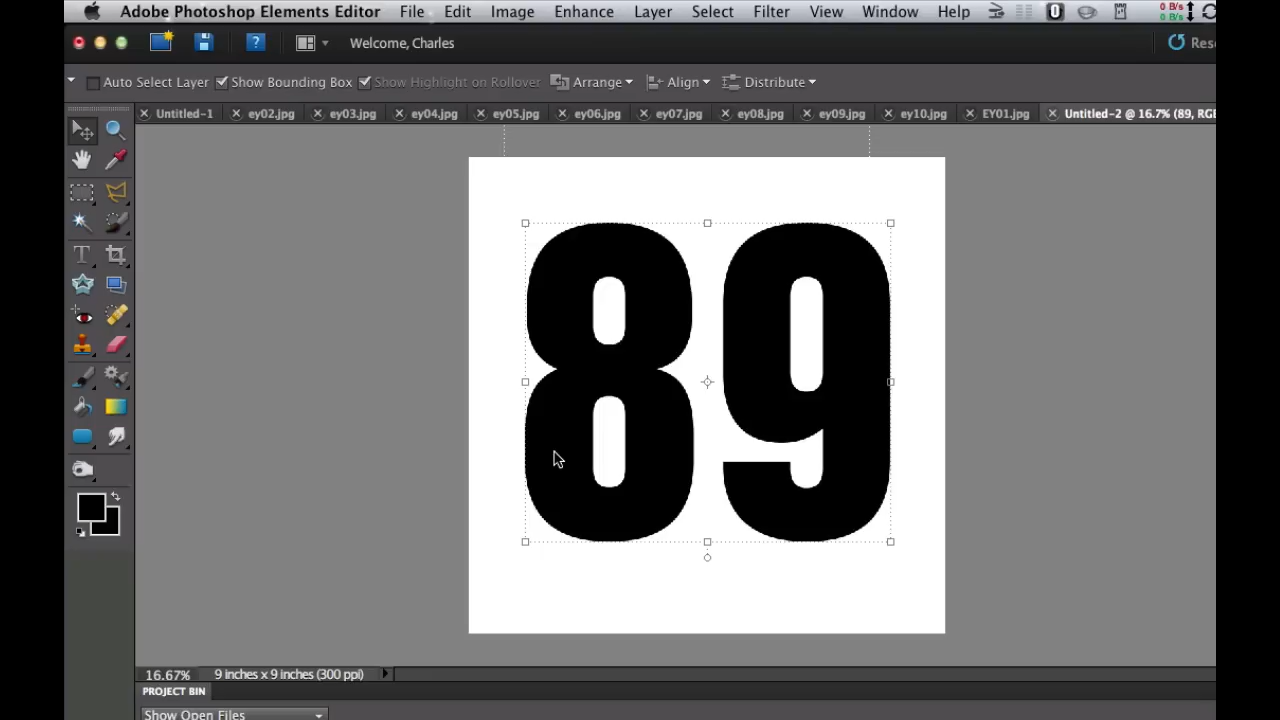 Adobe Photoshop Elements Editor File Edit Image Enhance Layer Select Filter View Window Help 0 B/s
0 B/s
Welcome, Charles
Auto Select Layer Show Bounding Box Show Highlight on Rollover Arrange Align Distribute
Untitled-1 ey02.jpg ey03.jpg ey04.jpg ey05.jpg ey06.jpg ey07.jpg ey08.jpg ey09.jpg ey10.jpg EY01.jpg Untitled-2 @ 16.7% (89, RGB
89
16.67% 9 inches x 9 inches (300 ppi)
PROJECT BIN
Show Open Files